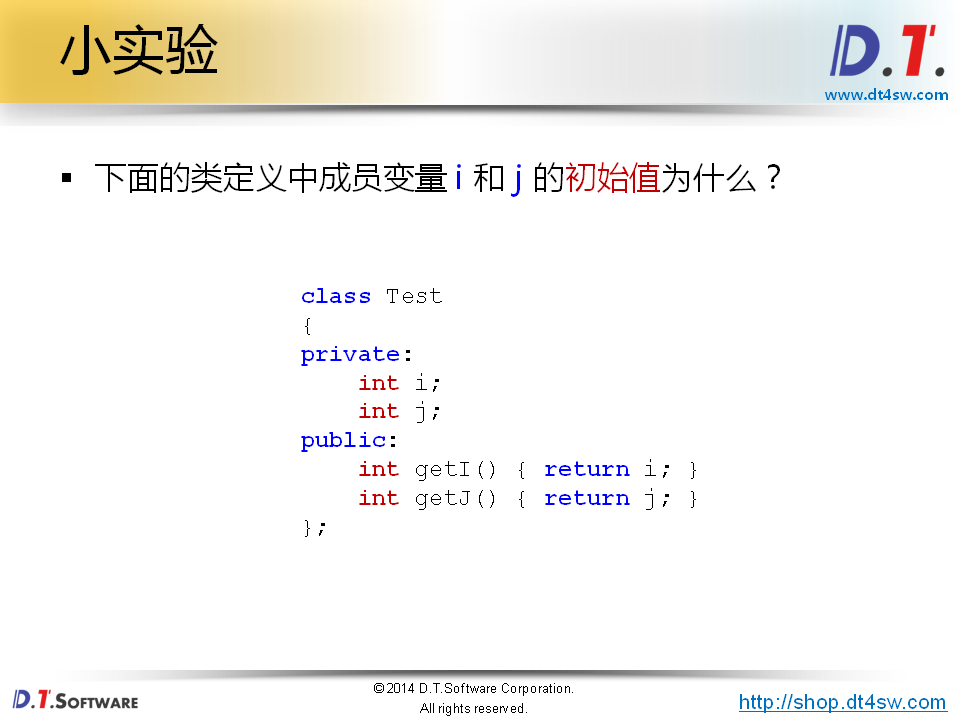 小实验
D.T.
www.dt4sw.com
▪ 下面的类定义中成员变量 i 和 j 的初始值为什么？
class Test
{
private:
    int i;
    int j;
public:
    int getI() { return i; }
    int getJ() { return j; }
};
D.T.SOFTWARE
©2014 D.T.Software Corporation.
All rights reserved.
http://shop.dt4sw.com